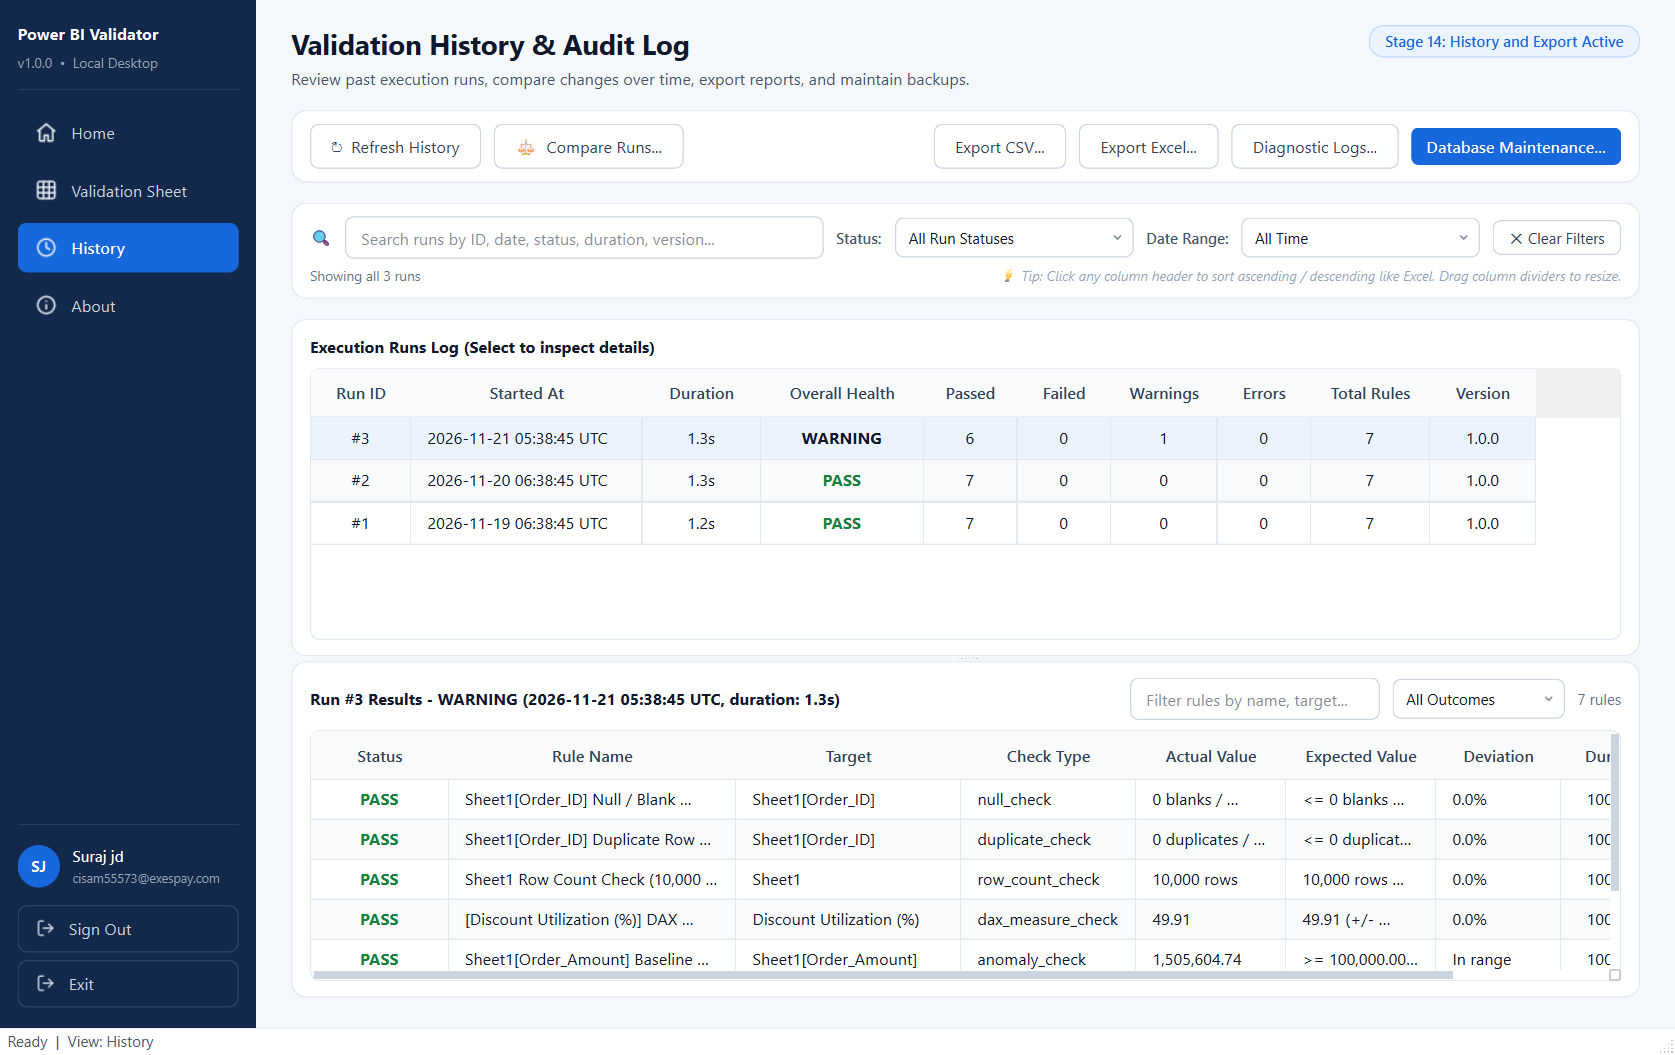 Power BI Validator
v1.0.0 • Local Desktop
Home
Validation Sheet
History
About
SJ
Suraj jd
cisam55573@exespay.com
Sign Out
Exit
Validation History & Audit Log
Stage 14: History and Export Active
Review past execution runs, compare changes over time, export reports, and maintain backups.
Refresh History
Compare Runs...
Export CSV...
Export Excel...
Diagnostic Logs...
Database Maintenance...
Search runs by ID, date, status, duration, version...
Status: All Run Statuses
Date Range: All Time
Clear Filters
Showing all 3 runs
Tip: Click any column header to sort ascending / descending like Excel. Drag column dividers to resize.
Execution Runs Log (Select to inspect details)
Run ID Started At Duration Overall Health Passed Failed Warnings Errors Total Rules Version
#3 2026-11-21 05:38:45 UTC 1.3s WARNING 6 0 1 0 7 1.0.0
#2 2026-11-20 06:38:45 UTC 1.3s PASS 7 0 0 0 7 1.0.0
#1 2026-11-19 06:38:45 UTC 1.2s PASS 7 0 0 0 7 1.0.0
Run #3 Results - WARNING (2026-11-21 05:38:45 UTC, duration: 1.3s)
Filter rules by name, target...
All Outcomes
7 rules
Status Rule Name Target Check Type Actual Value Expected Value Deviation Dur
PASS Sheet1[Order_ID] Null / Blank ... Sheet1[Order_ID] null_check 0 blanks / ... <= 0 blanks ... 0.0% 100
PASS Sheet1[Order_ID] Duplicate Row ... Sheet1[Order_ID] duplicate_check 0 duplicates / ... <= 0 duplicat... 0.0% 100
PASS Sheet1 Row Count Check (10,000 ... Sheet1 row_count_check 10,000 rows 10,000 rows ... 0.0% 100
PASS [Discount Utilization (%)] DAX ... Discount Utilization (%) dax_measure_check 49.91 49.91 (+/- ... 0.0% 100
PASS Sheet1[Order_Amount] Baseline ... Sheet1[Order_Amount] anomaly_check 1,505,604.74 >= 100,000.00... In range 100
Ready | View: History